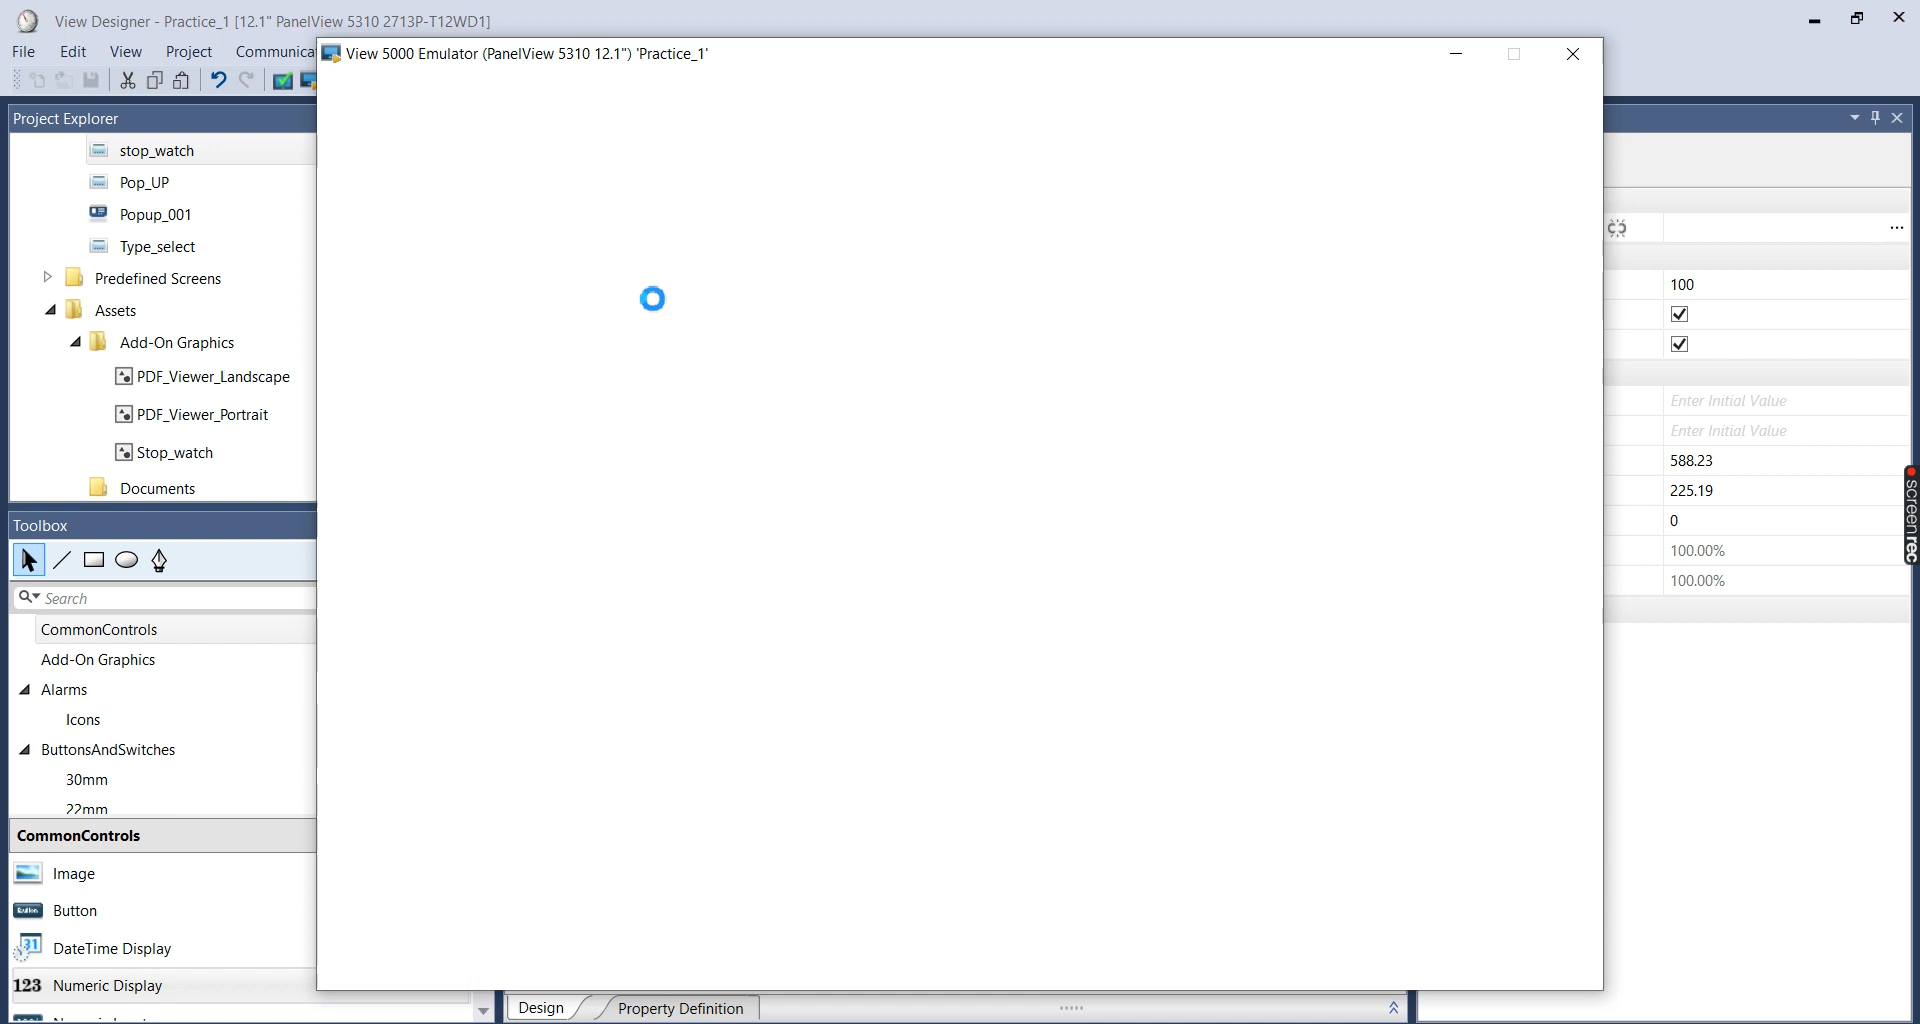 View Designer - Practice_1 [12.1" PanelView 5310 2713P-T12WD1]
File Edit View Project Communica
View 5000 Emulator (PanelView 5310 12.1") 'Practice_1'
Project Explorer
stop_watch
Pop_UP
Popup_001
Type_select
Predefined Screens
Assets
Add-On Graphics
PDF_Viewer_Landscape
PDF_Viewer_Portrait
Stop_watch
Documents
Toolbox
Search
CommonControls
Add-On Graphics
Alarms
Icons
ButtonsAndSwitches
30mm
22mm
CommonControls
Image
Button
Button
31
DateTime Display
123 Numeric Display
Design
Property Definition
...
100
Enter Initial Value
Enter Initial Value
588.23
225.19
0
100.00%
100.00%
screenrec